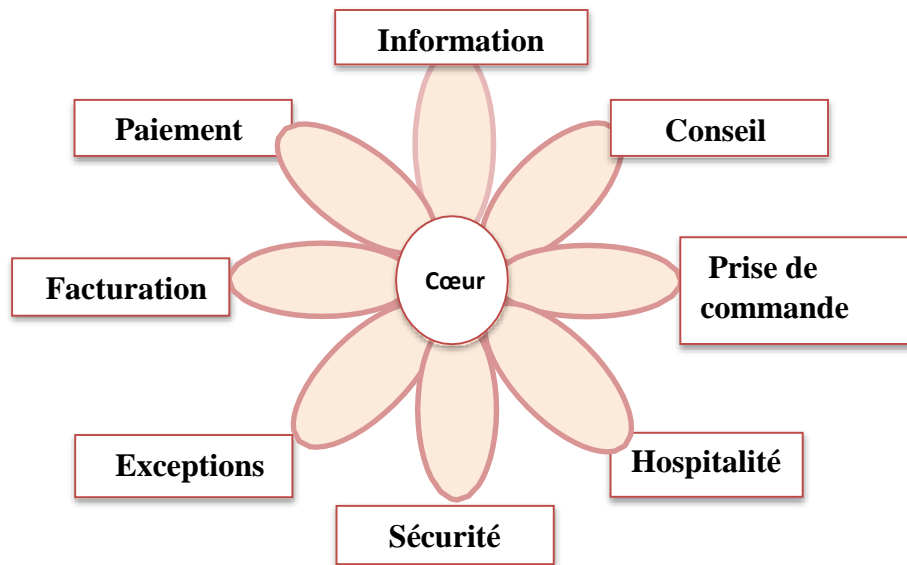 Information
Paiement
Conseil
Cœur
Facturation
Prise de
commande
Exceptions
Hospitalité
Sécurité